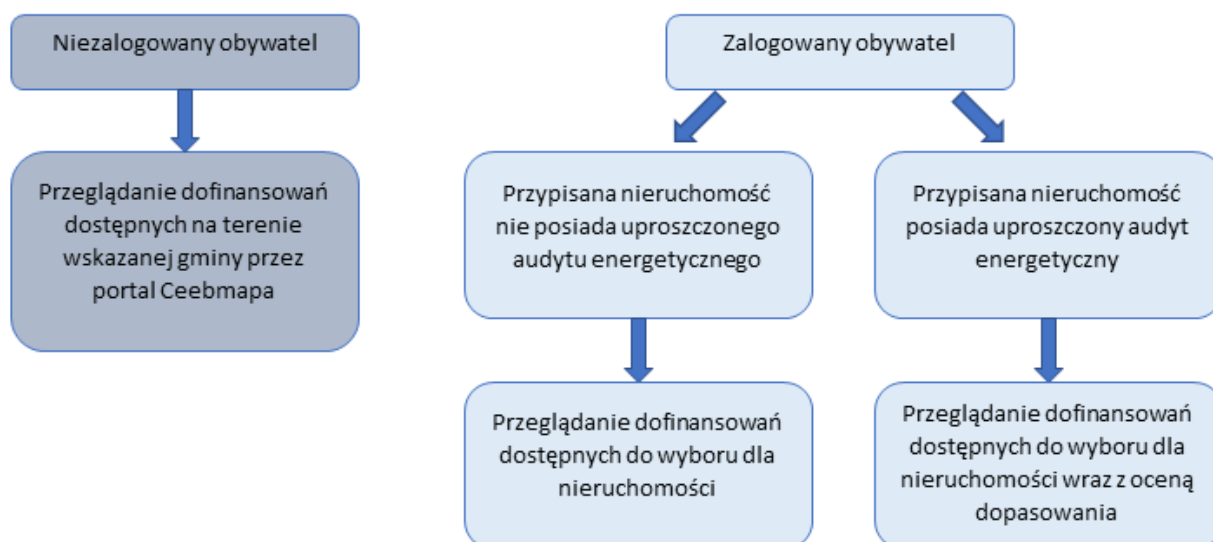 Niezalogowany obywatel
Zalogowany obywatel
Przeglądanie dofinansowań
dostępnych na terenie
wskazanej gminy przez
portal Ceebmapa
Przypisana nieruchomość
nie posiada uproszczonego
audytu energetycznego
Przypisana nieruchomość
posiada uproszczony audyt
energetyczny
Przeglądanie dofinansowań
dostępnych do wyboru dla
nieruchomości
Przeglądanie dofinansowań
dostępnych do wyboru dla
nieruchomości wraz z oceną
dopasowania